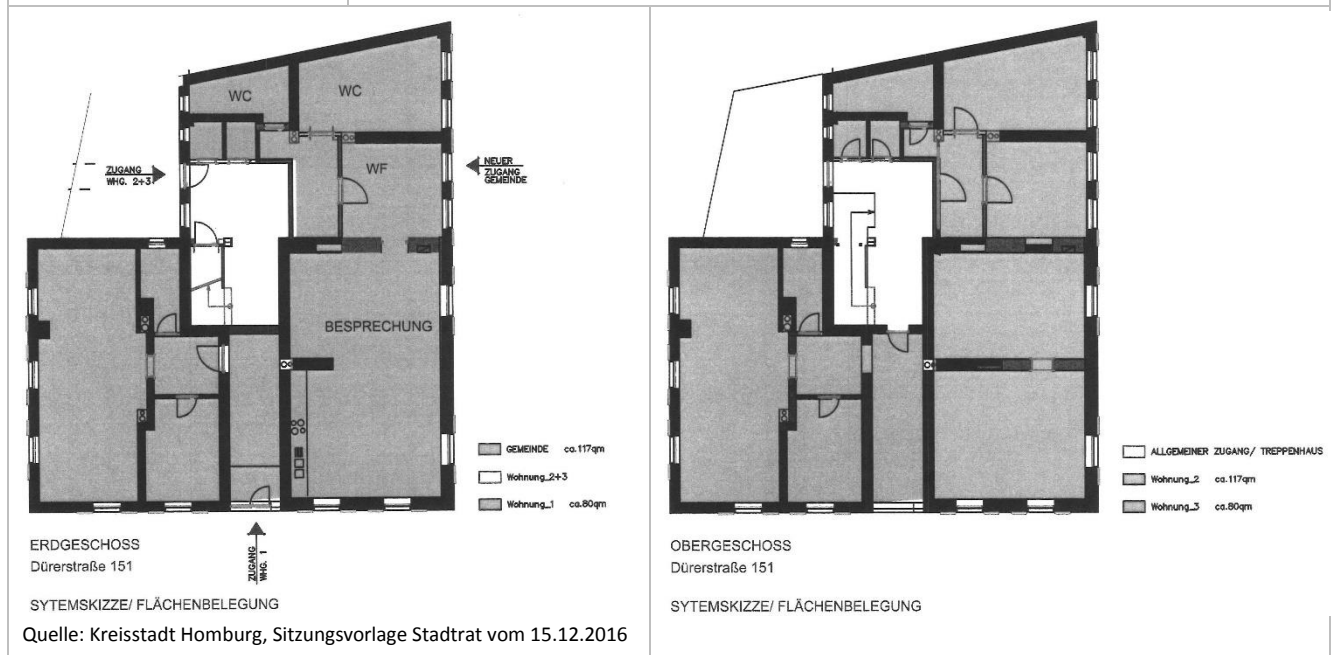 WC
WC
ZUGANG
WHG. 2+3
WF
NEUER
ZUGANG
GEMEINDE
BESPRECHUNG
GEMEINDE ca.117qm
Wohnung_2+3
Wohnung_1 ca.80qm
ZUGANG
WHG. 1
ERDGESCHOSS
Dürerstraße 151
SYTEMSKIZZE/ FLÄCHENBELEGUNG
Quelle: Kreisstadt Homburg, Sitzungsvorlage Stadtrat vom 15.12.2016
ALLGEMEINER ZUGANG/ TREPPENHAUS
Wohnung_2 ca.117qm
Wohnung_3 ca.80qm
OBERGESCHOSS
Dürerstraße 151
SYTEMSKIZZE/ FLÄCHENBELEGUNG